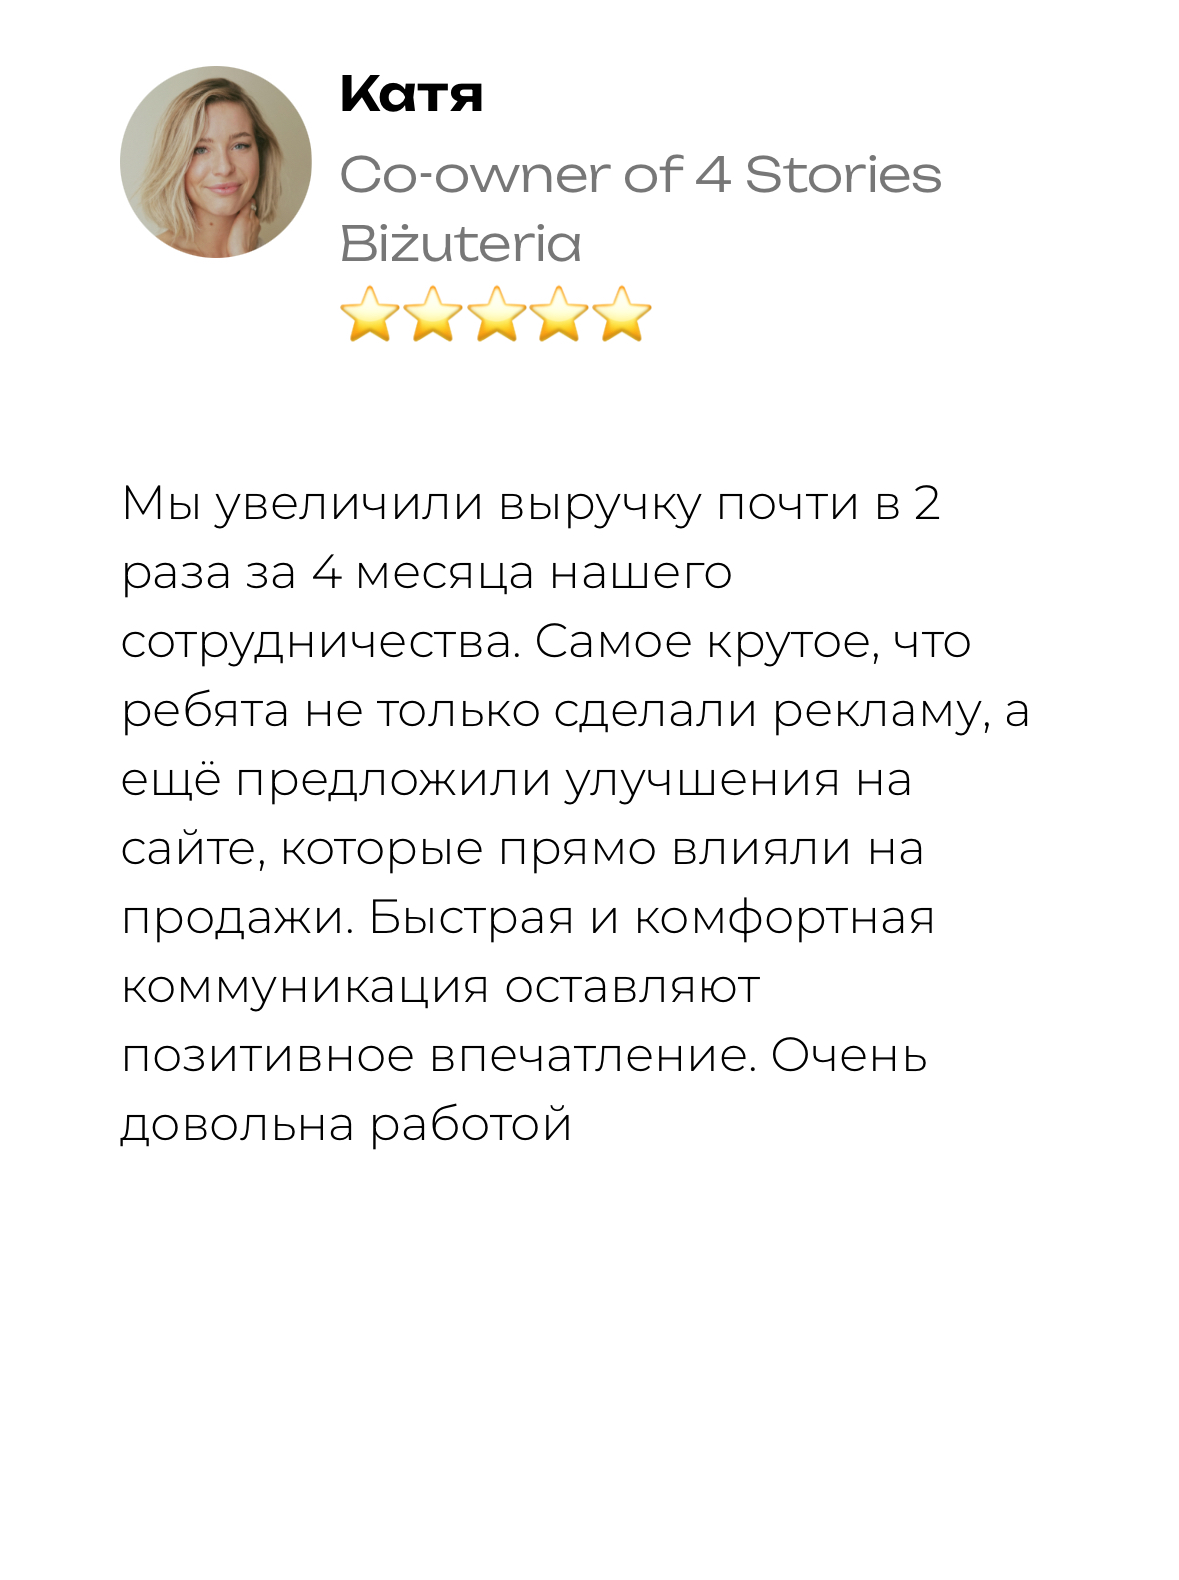 Катя
Co-owner of 4 Stories
Biżuteria
Мы увеличили выручку почти в 2
раза за 4 месяца нашего
сотрудничества. Самое крутое, что
ребята не только сделали рекламу, а
ещё предложили улучшения на
сайте, которые прямо влияли на
продажи. Быстрая и комфортная
коммуникация оставляют
позитивное впечатление. Очень
довольна работой